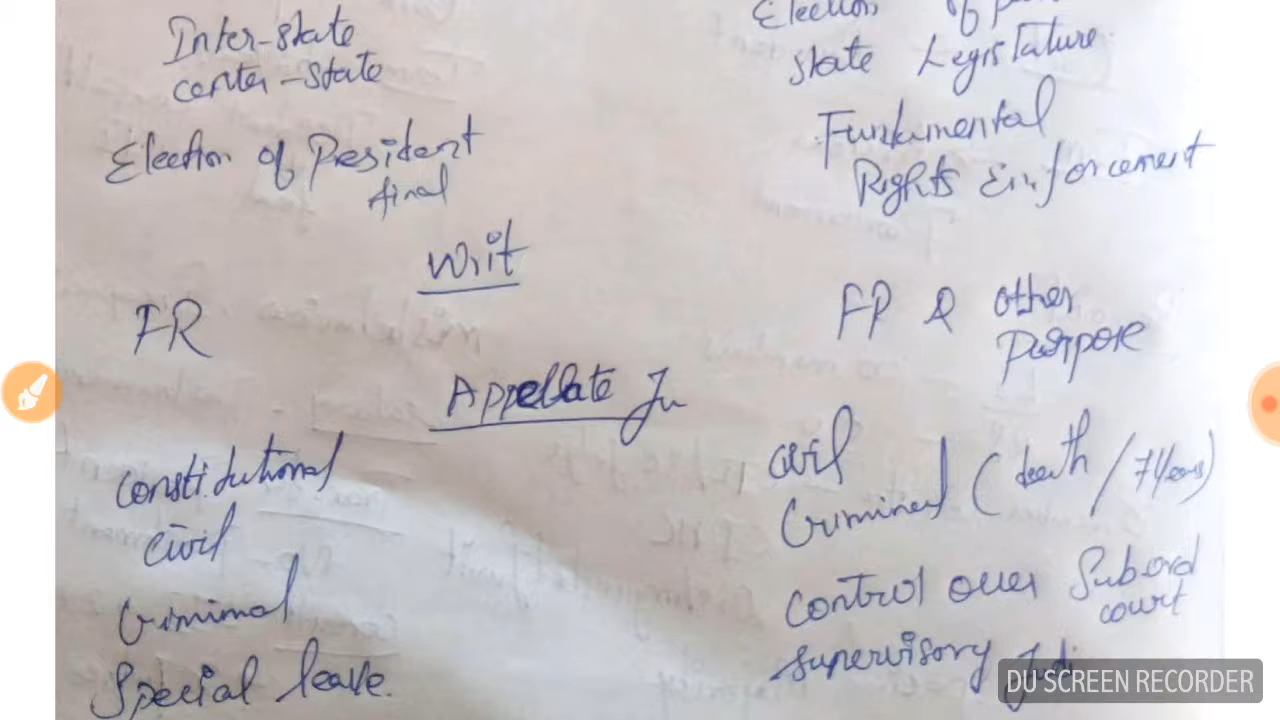 Inter-state
center-state
Election of President
final
Election of
State Legislature
Fundamental
Rights Enforcement
Writ
FR
FR & other
purpose
Appellate Ju
Constitutional
civil
Criminal
Special leave.
civil
Criminal (death / 7 years)
control over Subord
court
supervisory
DU SCREEN RECORDER